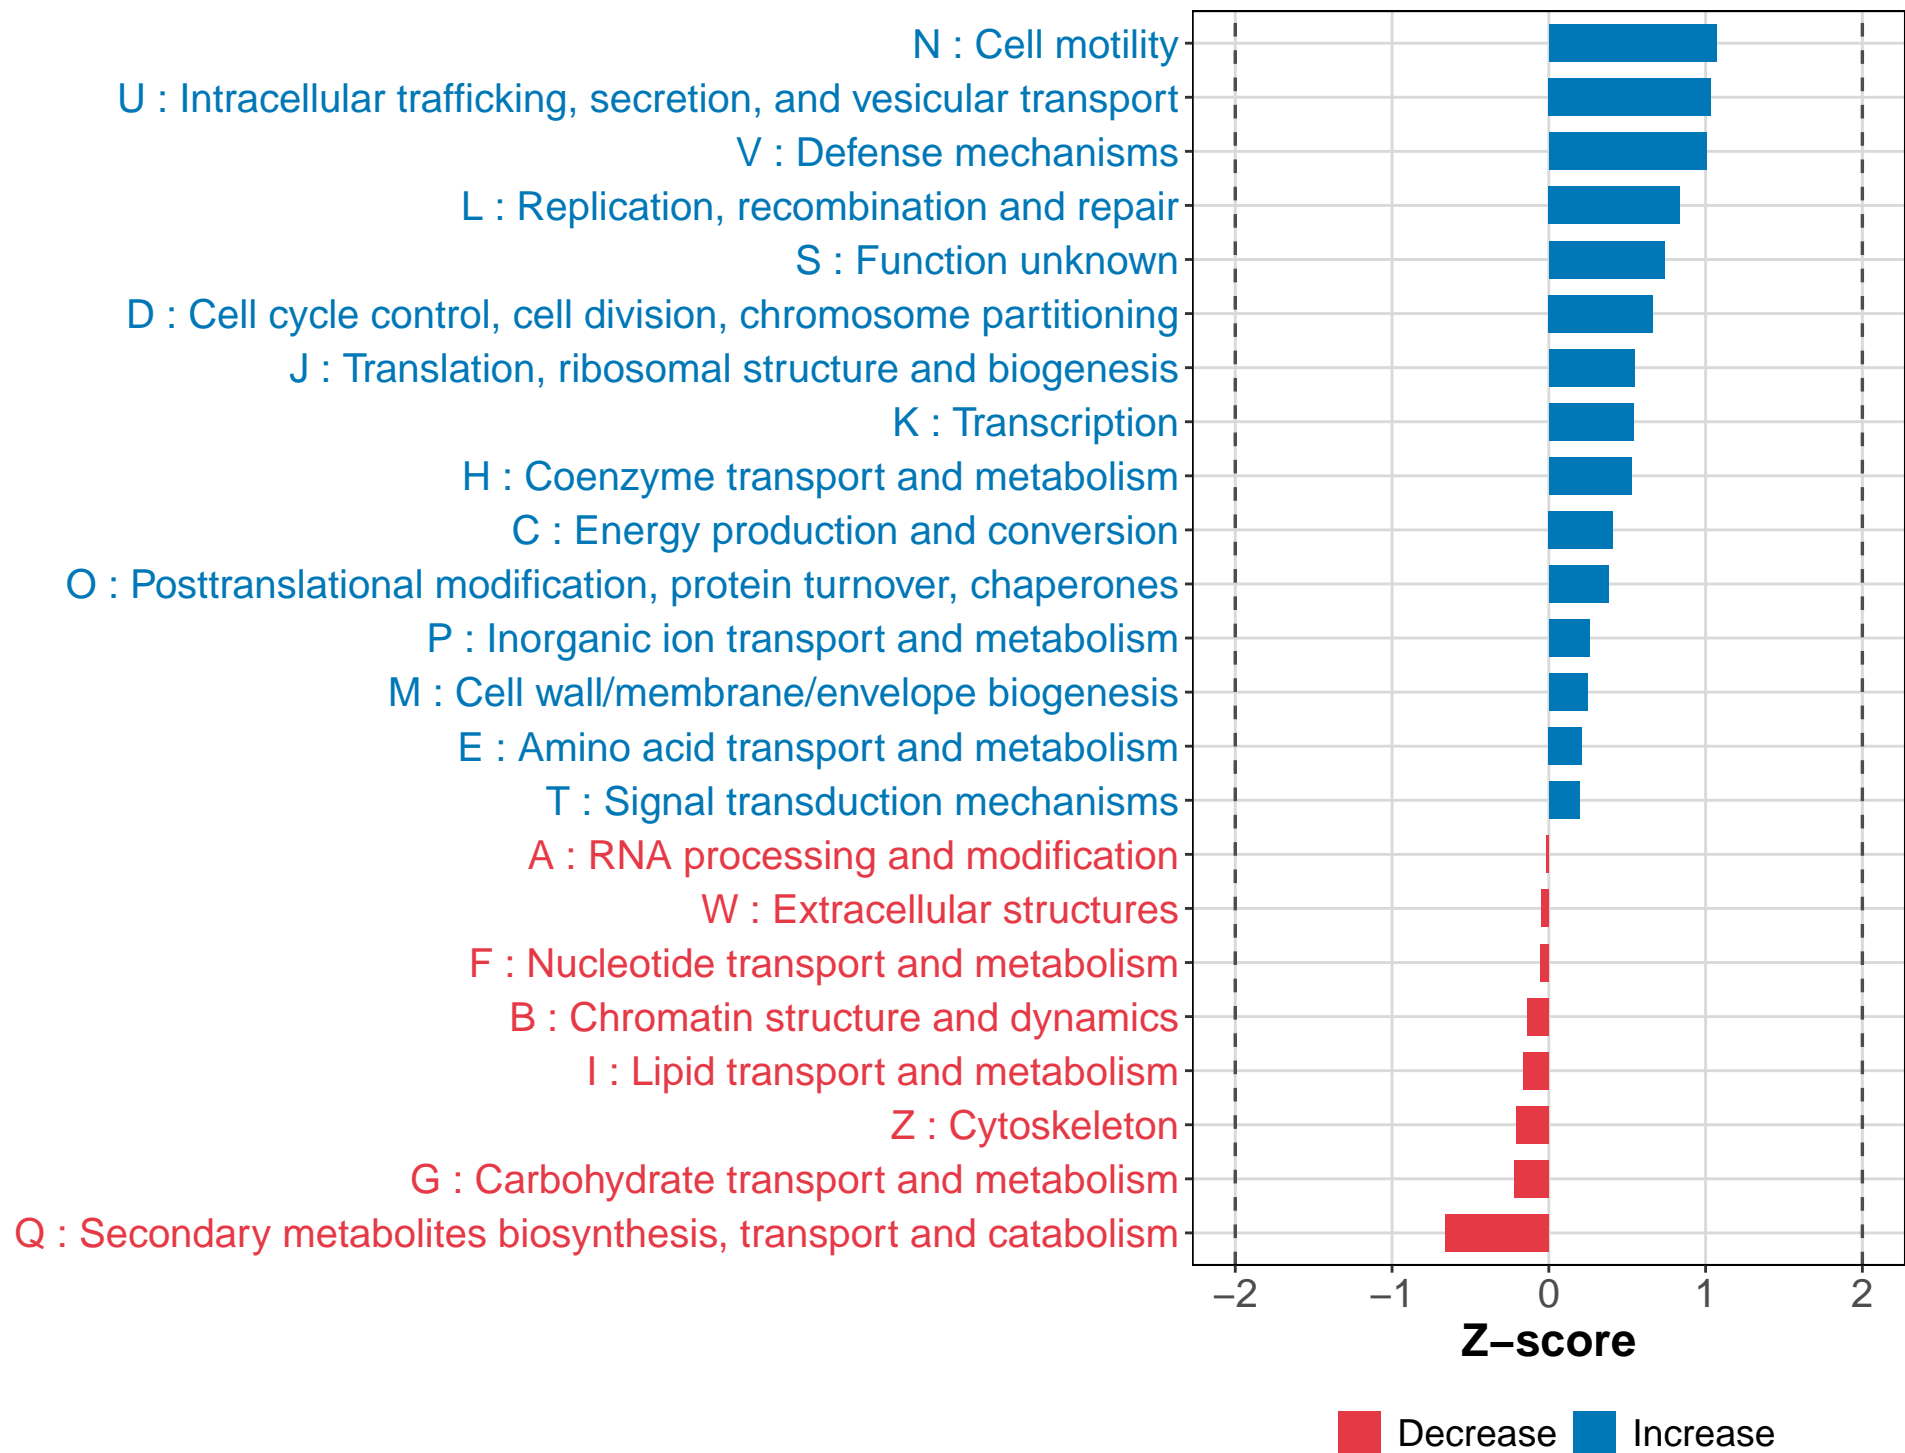 N : Cell motility
U : Intracellular trafficking, secretion, and vesicular transport
V : Defense mechanisms
L : Replication, recombination and repair
S : Function unknown
D : Cell cycle control, cell division, chromosome partitioning
J : Translation, ribosomal structure and biogenesis
K : Transcription
H : Coenzyme transport and metabolism
C : Energy production and conversion
O : Posttranslational modification, protein turnover, chaperones
P : Inorganic ion transport and metabolism
M : Cell wall/membrane/envelope biogenesis
E : Amino acid transport and metabolism
T : Signal transduction mechanisms
A : RNA processing and modification
W : Extracellular structures
F : Nucleotide transport and metabolism
B : Chromatin structure and dynamics
I : Lipid transport and metabolism
Z : Cytoskeleton
G : Carbohydrate transport and metabolism
Q : Secondary metabolites biosynthesis, transport and catabolism
−2 −1 0 1 2
Z−score
Decrease Increase